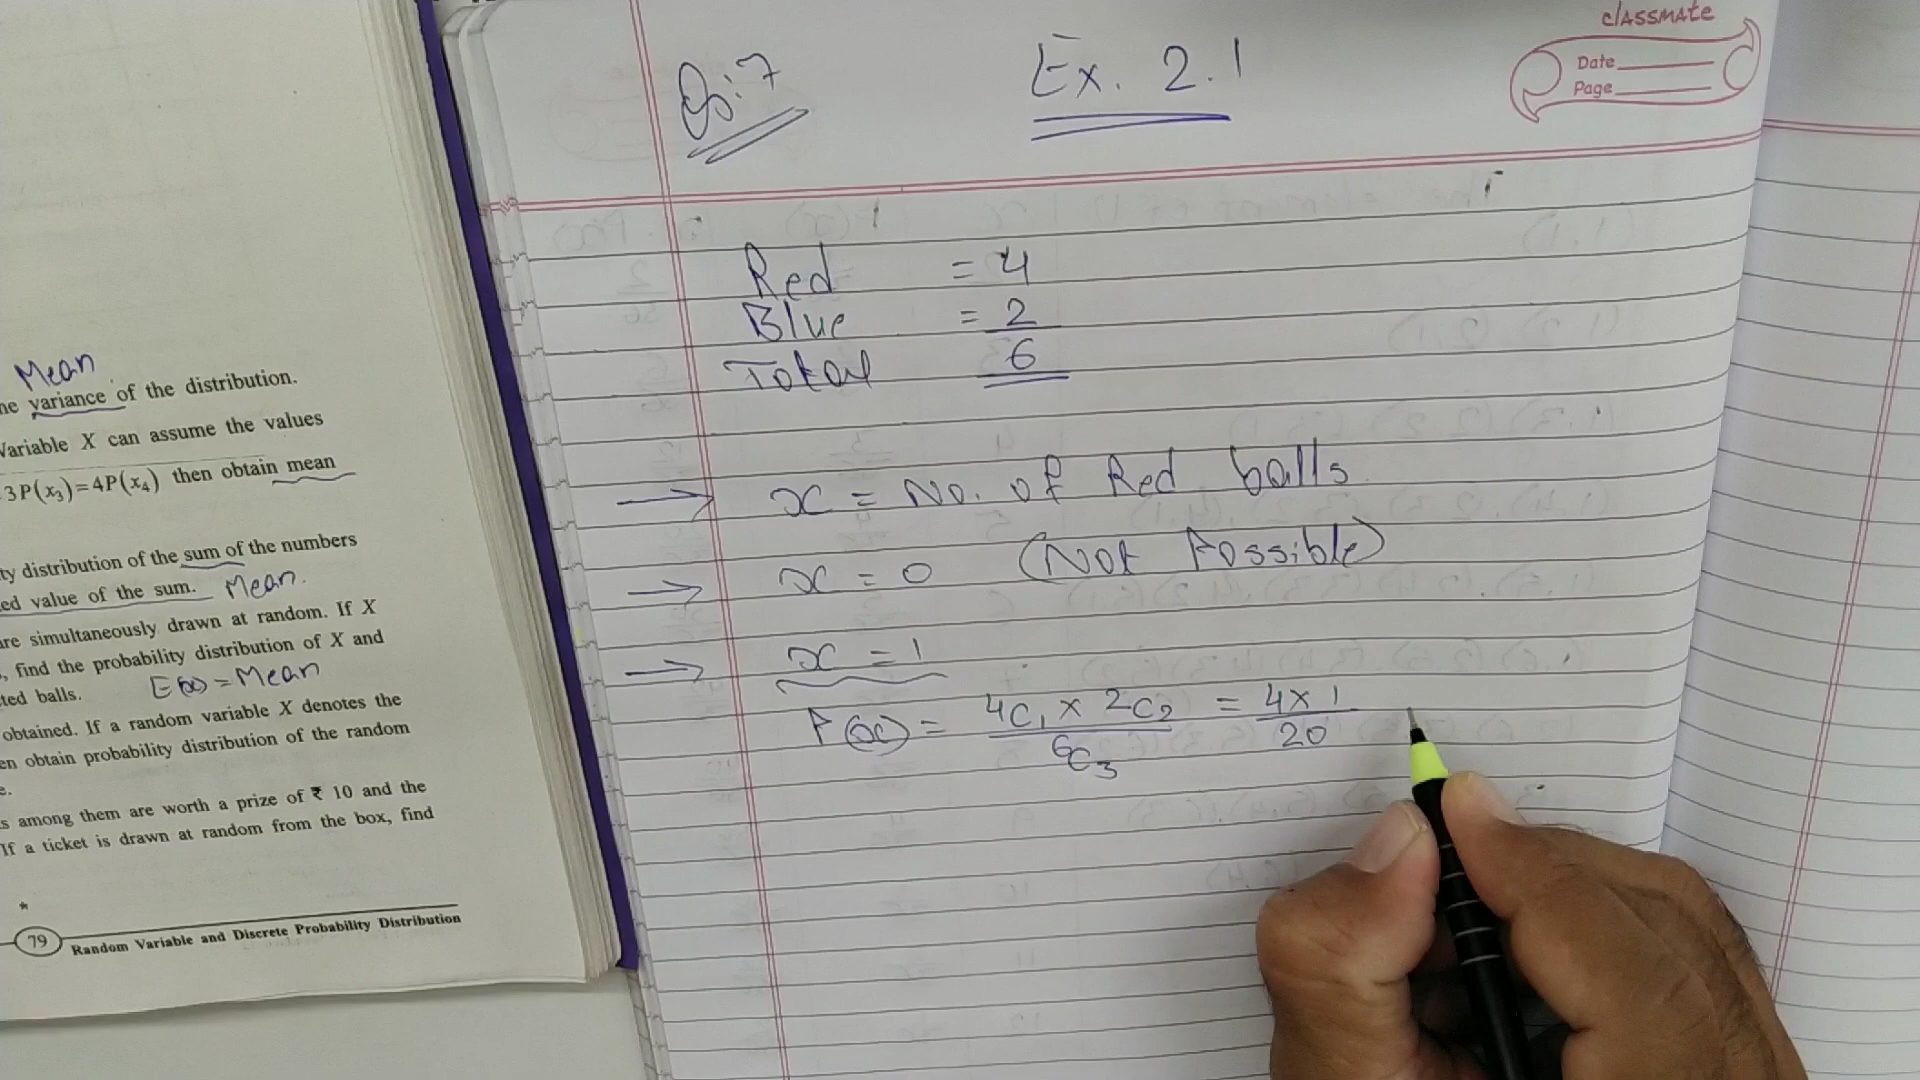 Mean
he variance of the distribution.
Variable X can assume the values
3P(x₃)=4P(x₄) then obtain mean
ty distribution of the sum of the numbers
ed value of the sum. Mean.
are simultaneously drawn at random. If X
, find the probability distribution of X and
ted balls. E(x) = Mean
obtained. If a random variable X denotes the
en obtain probability distribution of the random
e.
s among them are worth a prize of ₹ 10 and the
If a ticket is drawn at random from the box, find
*
79 Random Variable and Discrete Probability Distribution
classmate
Date
Page
Qs:7 Ex. 2.1
Red = 4
Blue = 2
Total 6
→ x = No. of Red balls
→ x = 0 (Not Possible)
→ x = 1
P(x) = 4C₁ × 2C₂ / 6C₃ = 4×1 / 20